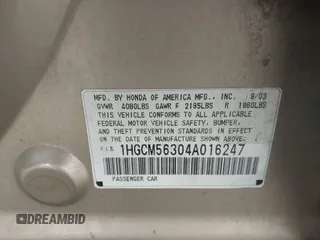 MFD. BY HONDA OF AMERICA MFG., INC. 9/03
GVWR 4080LBS GAWR F 2195LBS R 1960LBS
THIS VEHICLE CONFORMS TO ALL APPLICABLE
FEDERAL MOTOR VEHICLE SAFETY, BUMPER,
AND THEFT PREVENTION STANDARDS IN EFFECT
ON THE DATE OF MANUFACTURE SHOWN ABOVE.
V.I.N. 1HGCM56304A016247
PASSENGER CAR
DREAMBID